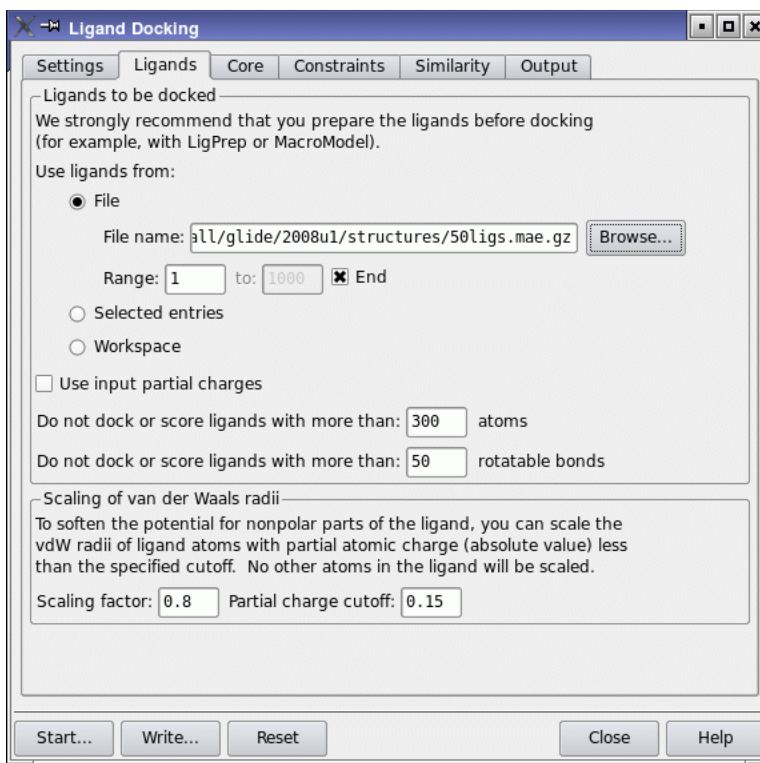 Ligand Docking
Settings Ligands Core Constraints Similarity Output
Ligands to be docked
We strongly recommend that you prepare the ligands before docking
(for example, with LigPrep or MacroModel).
Use ligands from:
File
File name: all/glide/2008u1/structures/50ligs.mae.gz Browse...
Range: 1 to: 1000 End
Selected entries
Workspace
Use input partial charges
Do not dock or score ligands with more than: 300 atoms
Do not dock or score ligands with more than: 50 rotatable bonds
Scaling of van der Waals radii
To soften the potential for nonpolar parts of the ligand, you can scale the
vdW radii of ligand atoms with partial atomic charge (absolute value) less
than the specified cutoff. No other atoms in the ligand will be scaled.
Scaling factor: 0.8 Partial charge cutoff: 0.15
Start... Write... Reset Close Help